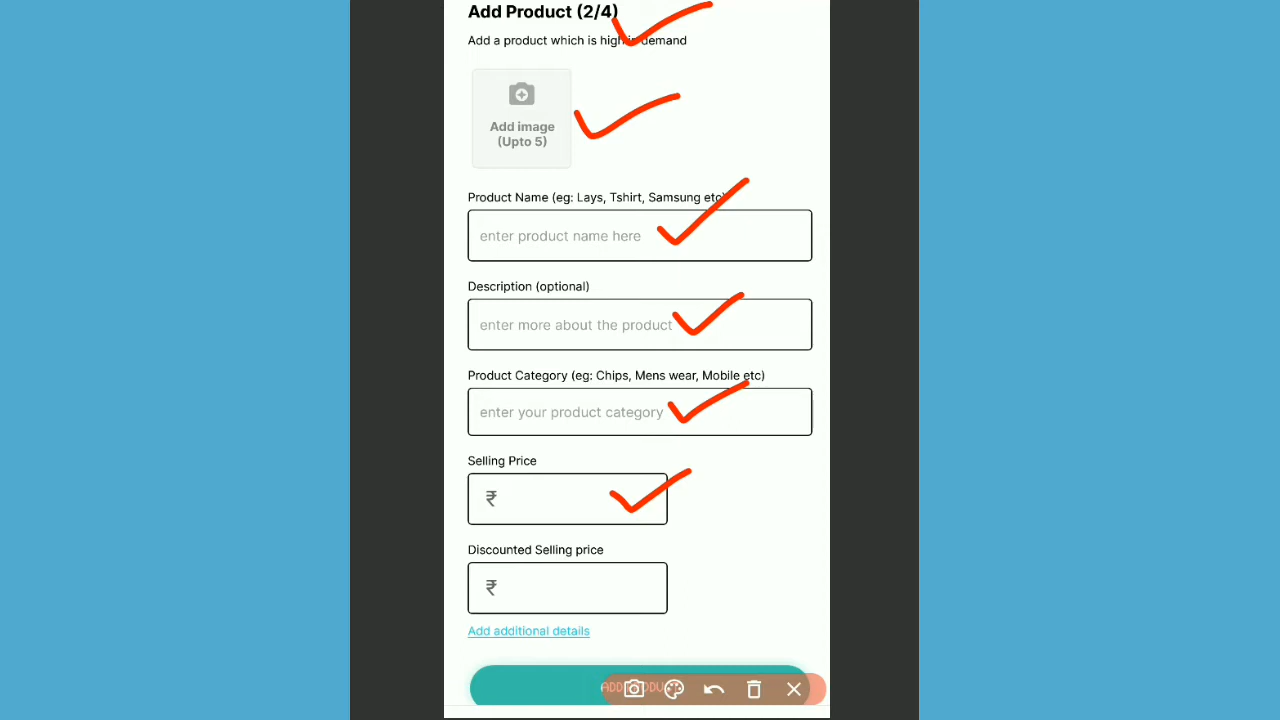 Add Product (2/4)
Add a product which is high in demand
Add image
(Upto 5)
Product Name (eg: Lays, Tshirt, Samsung etc)
enter product name here
Description (optional)
enter more about the product
Product Category (eg: Chips, Mens wear, Mobile etc)
enter your product category
Selling Price
₹
Discounted Selling price
₹
Add additional details
ADD PRODUCT